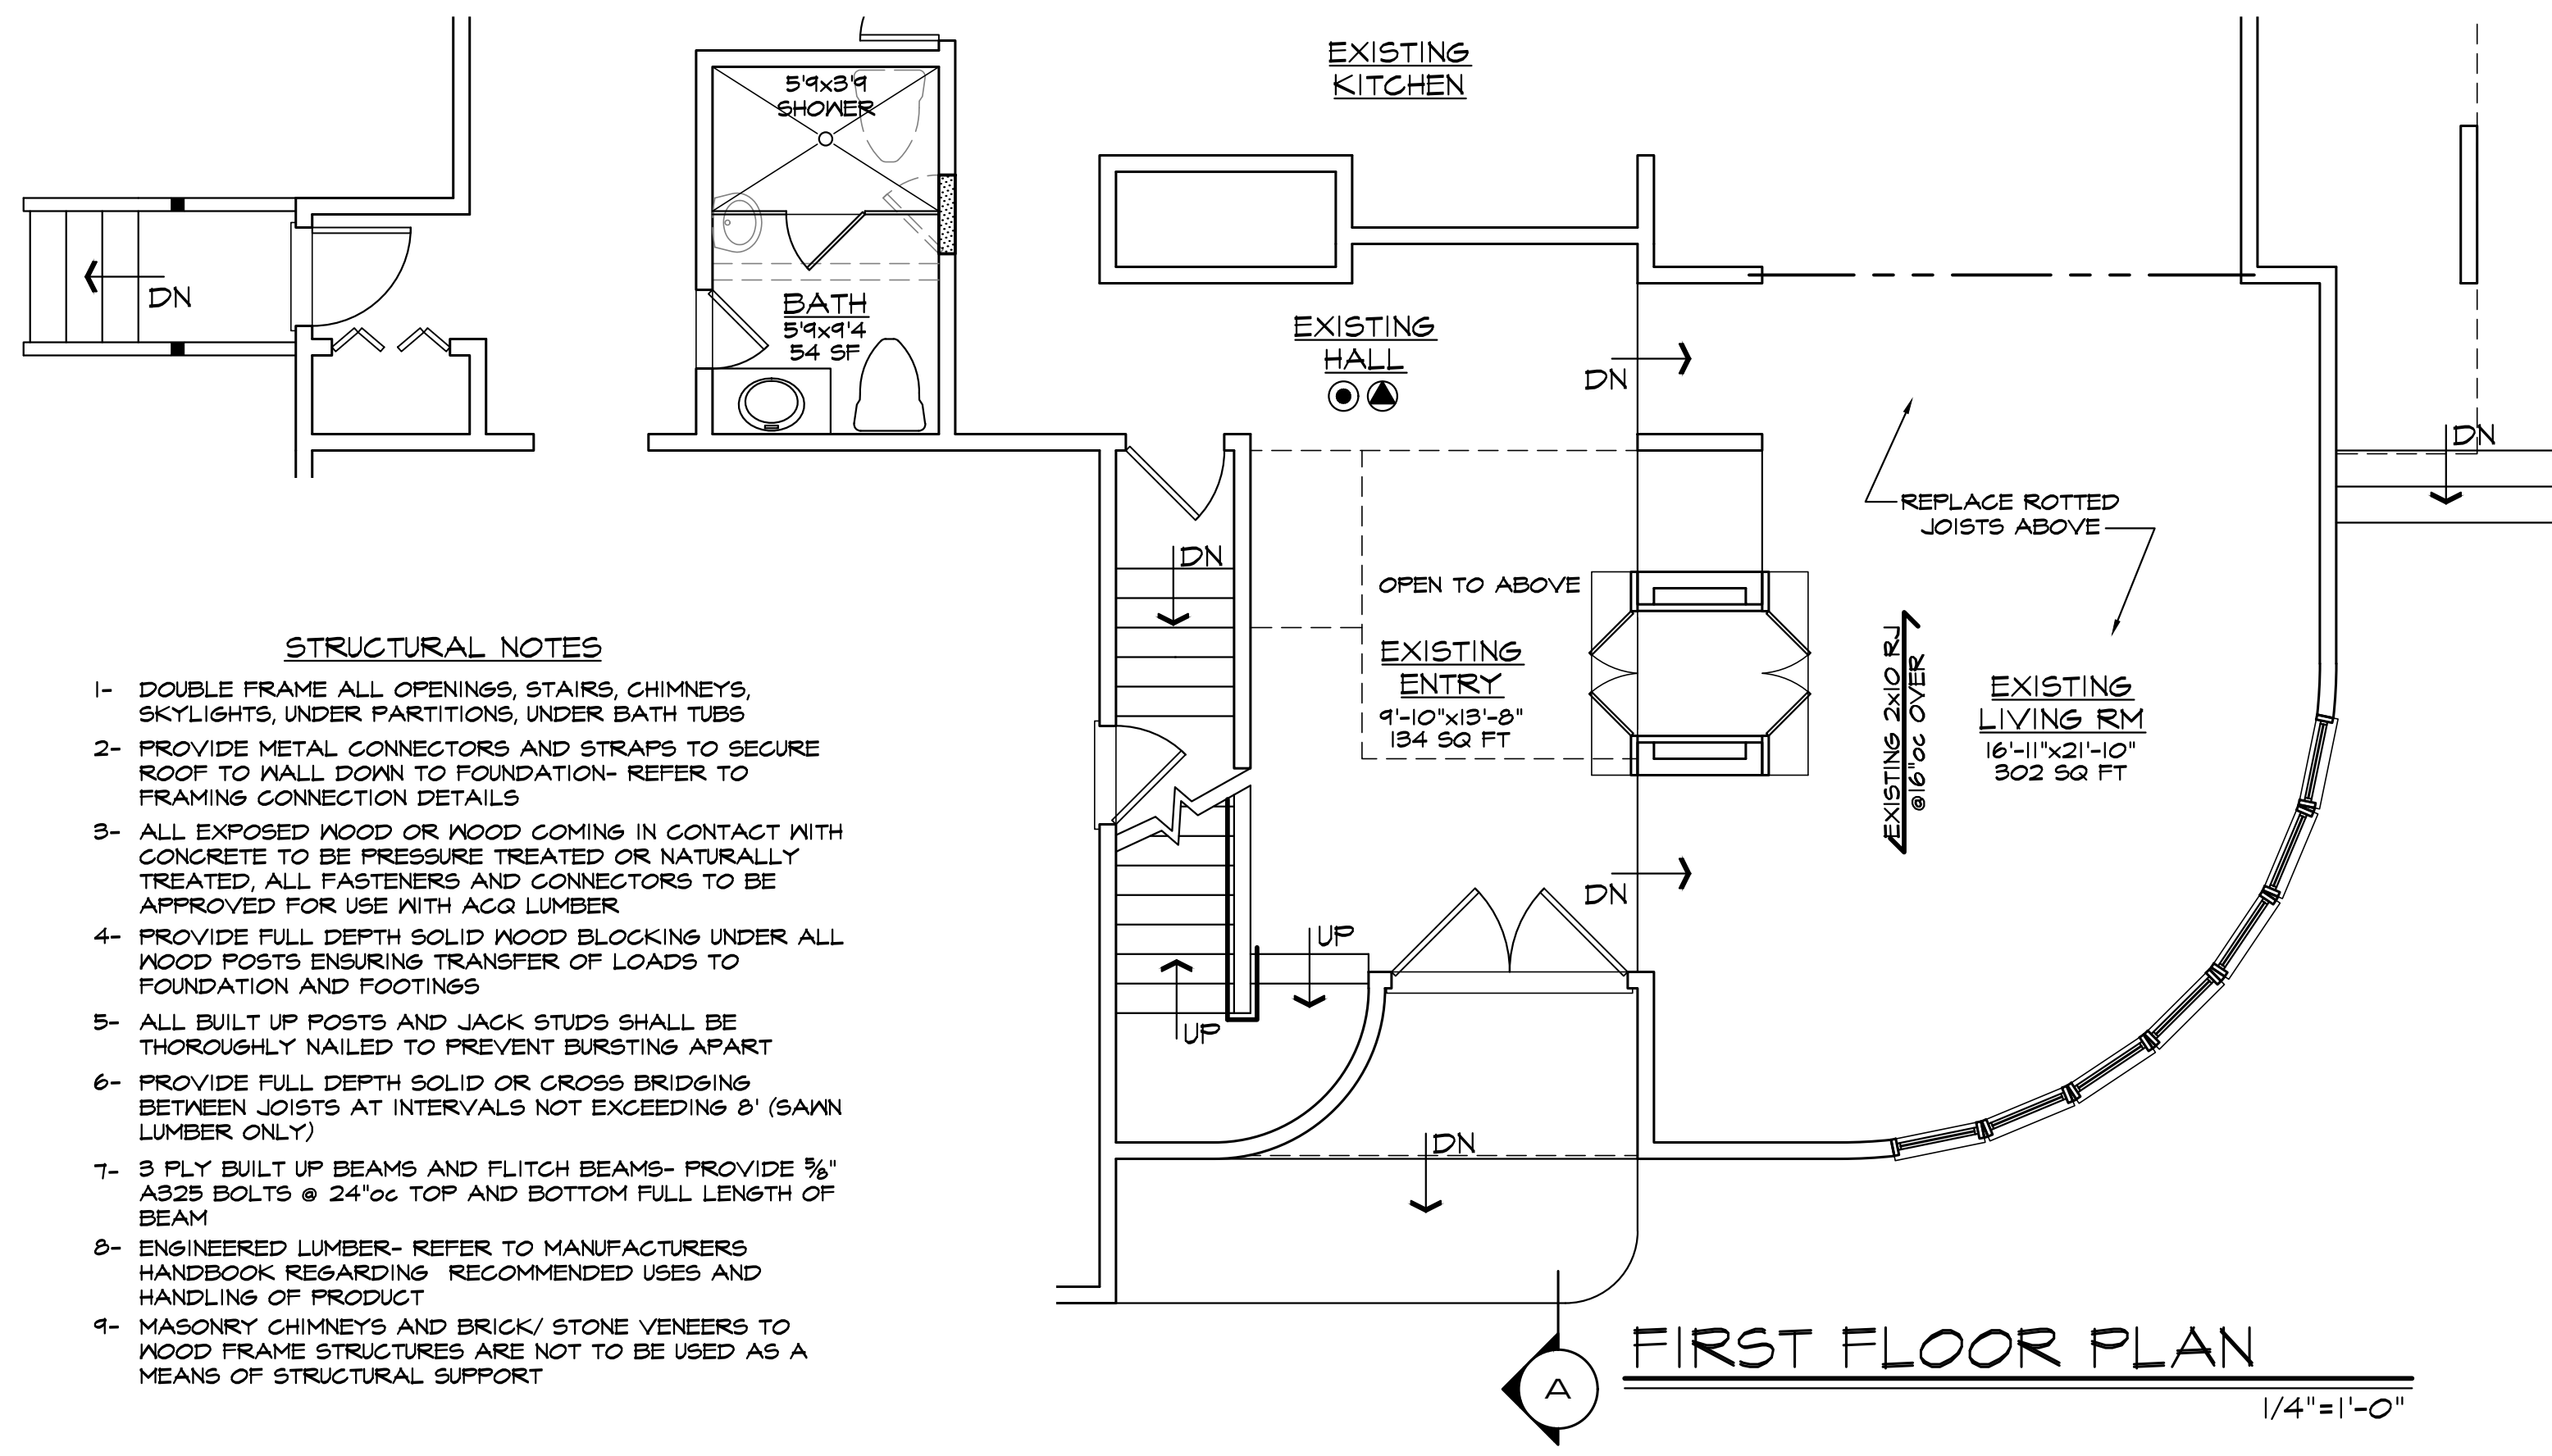 EXISTING
KITCHEN
5'9x3'9
SHOWER
DN
BATH
5'9x9'4
54 SF
EXISTING
HALL
DN
DN
REPLACE ROTTED
JOISTS ABOVE
DN
OPEN TO ABOVE
EXISTING
ENTRY
9'-10"x13'-8"
134 SQ FT
EXISTING 2x10 RJ
@16"oc OVER
EXISTING
LIVING RM
16'-11"x21'-10"
302 SQ FT
DN
UP
UP
DN
STRUCTURAL NOTES
1- DOUBLE FRAME ALL OPENINGS, STAIRS, CHIMNEYS,
SKYLIGHTS, UNDER PARTITIONS, UNDER BATH TUBS
2- PROVIDE METAL CONNECTORS AND STRAPS TO SECURE
ROOF TO WALL DOWN TO FOUNDATION- REFER TO
FRAMING CONNECTION DETAILS
3- ALL EXPOSED WOOD OR WOOD COMING IN CONTACT WITH
CONCRETE TO BE PRESSURE TREATED OR NATURALLY
TREATED, ALL FASTENERS AND CONNECTORS TO BE
APPROVED FOR USE WITH ACQ LUMBER
4- PROVIDE FULL DEPTH SOLID WOOD BLOCKING UNDER ALL
WOOD POSTS ENSURING TRANSFER OF LOADS TO
FOUNDATION AND FOOTINGS
5- ALL BUILT UP POSTS AND JACK STUDS SHALL BE
THOROUGHLY NAILED TO PREVENT BURSTING APART
6- PROVIDE FULL DEPTH SOLID OR CROSS BRIDGING
BETWEEN JOISTS AT INTERVALS NOT EXCEEDING 8' (SAWN
LUMBER ONLY)
7- 3 PLY BUILT UP BEAMS AND FLITCH BEAMS- PROVIDE 5/8"
A325 BOLTS @ 24"oc TOP AND BOTTOM FULL LENGTH OF
BEAM
8- ENGINEERED LUMBER- REFER TO MANUFACTURERS
HANDBOOK REGARDING RECOMMENDED USES AND
HANDLING OF PRODUCT
9- MASONRY CHIMNEYS AND BRICK/ STONE VENEERS TO
WOOD FRAME STRUCTURES ARE NOT TO BE USED AS A
MEANS OF STRUCTURAL SUPPORT
A
FIRST FLOOR PLAN
1/4"=1'-0"